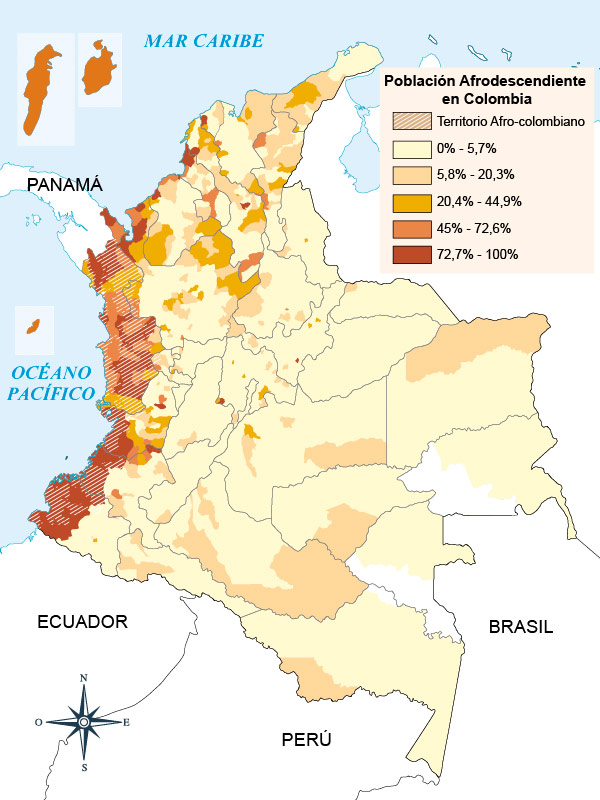 MAR CARIBE
Población Afrodescendiente
en Colombia
Territorio Afro-colombiano
0% - 5,7%
5,8% - 20,3%
20,4% - 44,9%
45% - 72,6%
72,7% - 100%
PANAMÁ
OCÉANO
PACÍFICO
ECUADOR
BRASIL
PERÚ
N
O
E
S